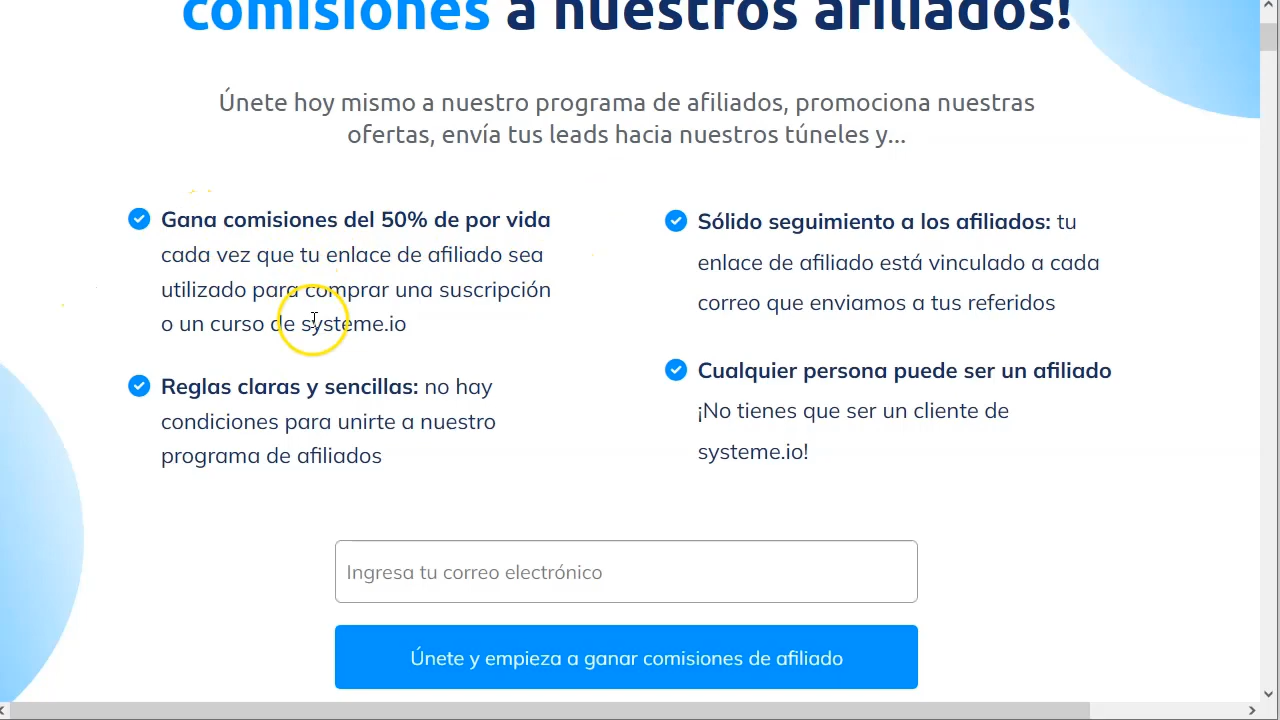 comisiones a nuestros afiliados!
Únete hoy mismo a nuestro programa de afiliados, promociona nuestras
ofertas, envía tus leads hacia nuestros túneles y...
Gana comisiones del 50% de por vida
cada vez que tu enlace de afiliado sea
utilizado para comprar una suscripción
o un curso de systeme.io
Reglas claras y sencillas: no hay
condiciones para unirte a nuestro
programa de afiliados
Sólido seguimiento a los afiliados: tu
enlace de afiliado está vinculado a cada
correo que enviamos a tus referidos
Cualquier persona puede ser un afiliado
¡No tienes que ser un cliente de
systeme.io!
Ingresa tu correo electrónico
Únete y empieza a ganar comisiones de afiliado